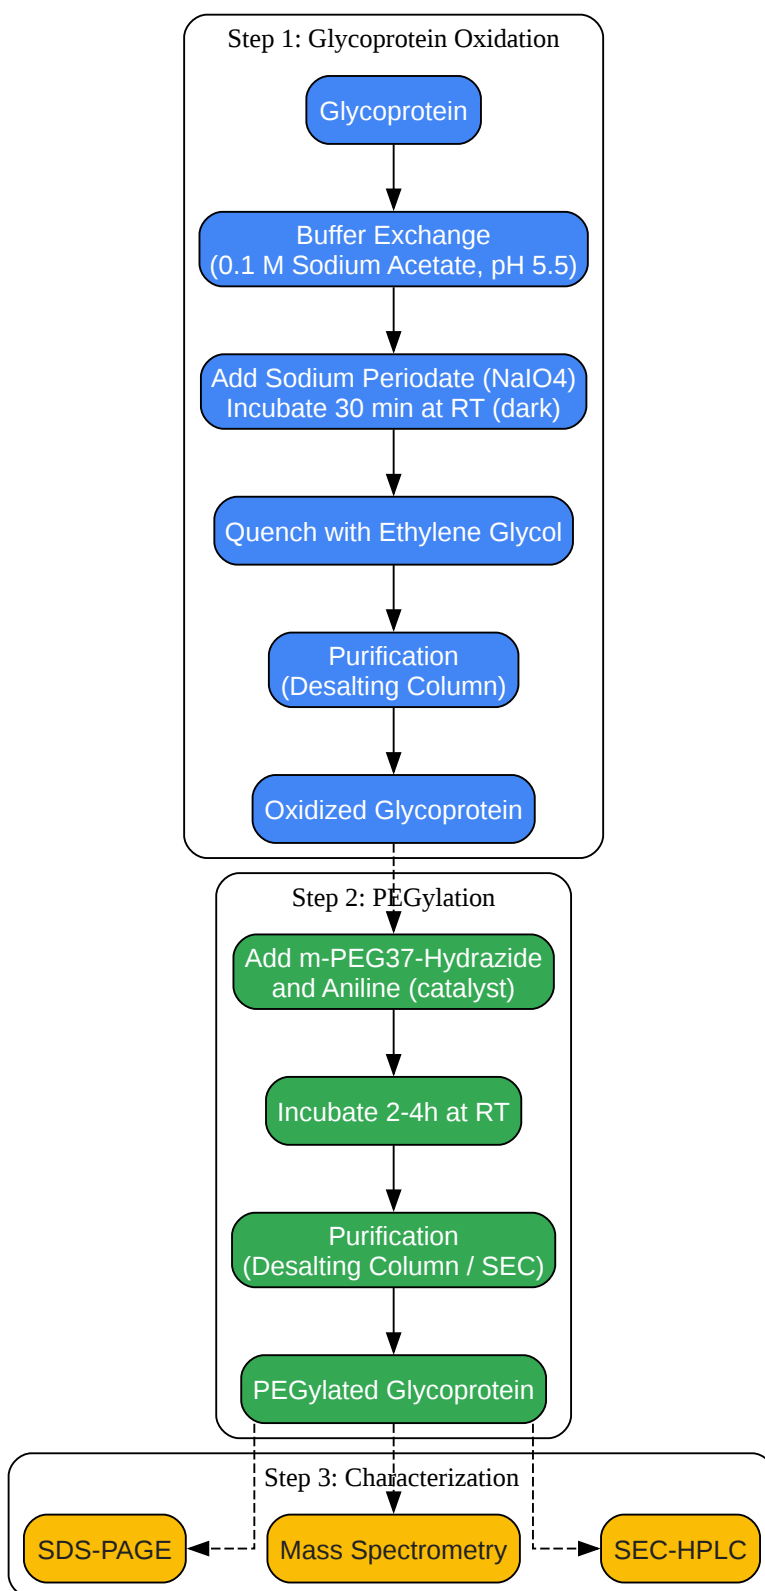 Step 1: Glycoprotein Oxidation
Glycoprotein
Buffer Exchange
(0.1 M Sodium Acetate, pH 5.5)
Add Sodium Periodate (NaIO4)
Incubate 30 min at RT (dark)
Quench with Ethylene Glycol
Purification
(Desalting Column)
Oxidized Glycoprotein
Step 2: PEGylation
Add m-PEG37-Hydrazide
and Aniline (catalyst)
Incubate 2-4h at RT
Purification
(Desalting Column / SEC)
PEGylated Glycoprotein
Step 3: Characterization
SDS-PAGE
Mass Spectrometry
SEC-HPLC